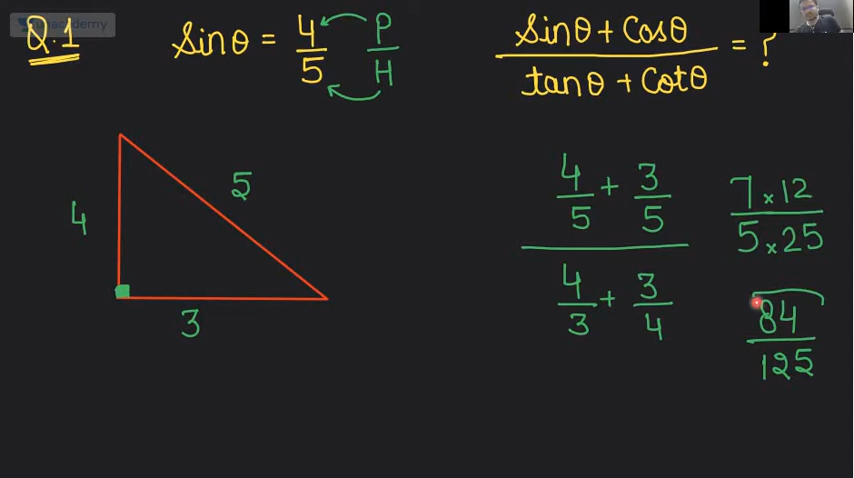 unacademy
Q.1
Sinθ = 4/5
P/H
(Sinθ + Cosθ)/(tanθ + Cotθ) = ?
4
5
3
(4/5 + 3/5)/(4/3 + 3/4)
7 × 12/5 × 25
84/125